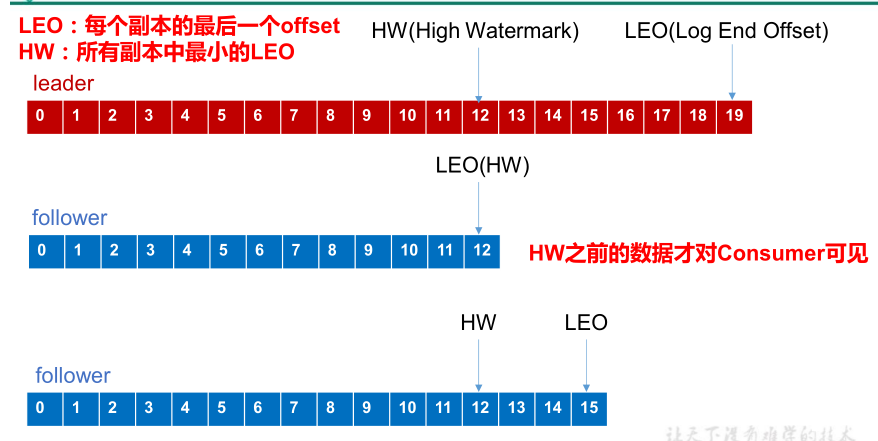 LEO：每个副本的最后一个offset
HW：所有副本中最小的LEO
HW(High Watermark)
LEO(Log End Offset)
leader
0 1 2 3 4 5 6 7 8 9 10 11 12 13 14 15 16 17 18 19
LEO(HW)
follower
0 1 2 3 4 5 6 7 8 9 10 11 12
HW之前的数据才对Consumer可见
HW
LEO
follower
0 1 2 3 4 5 6 7 8 9 10 11 12 13 14 15
让天下没有难学的技术